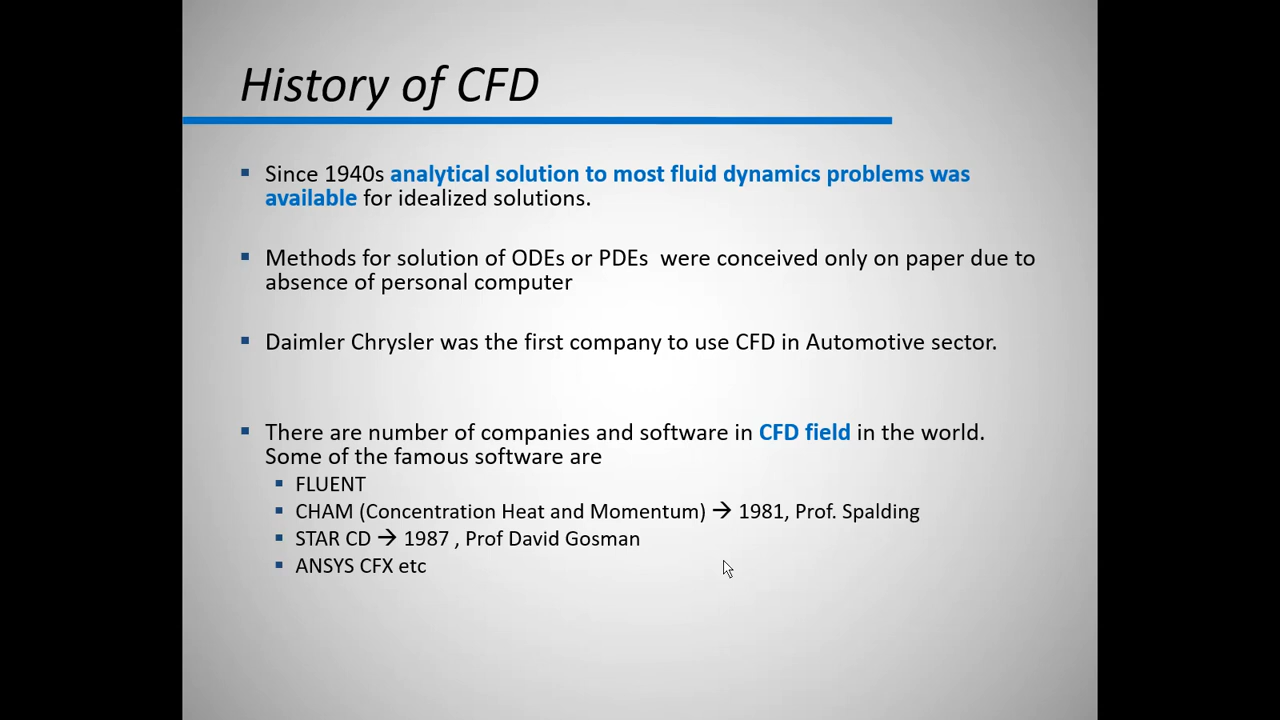 History of CFD
Since 1940s analytical solution to most fluid dynamics problems was
available for idealized solutions.
Methods for solution of ODEs or PDEs were conceived only on paper due to
absence of personal computer
Daimler Chrysler was the first company to use CFD in Automotive sector.
There are number of companies and software in CFD field in the world.
Some of the famous software are
FLUENT
CHAM (Concentration Heat and Momentum) → 1981, Prof. Spalding
STAR CD → 1987 , Prof David Gosman
ANSYS CFX etc